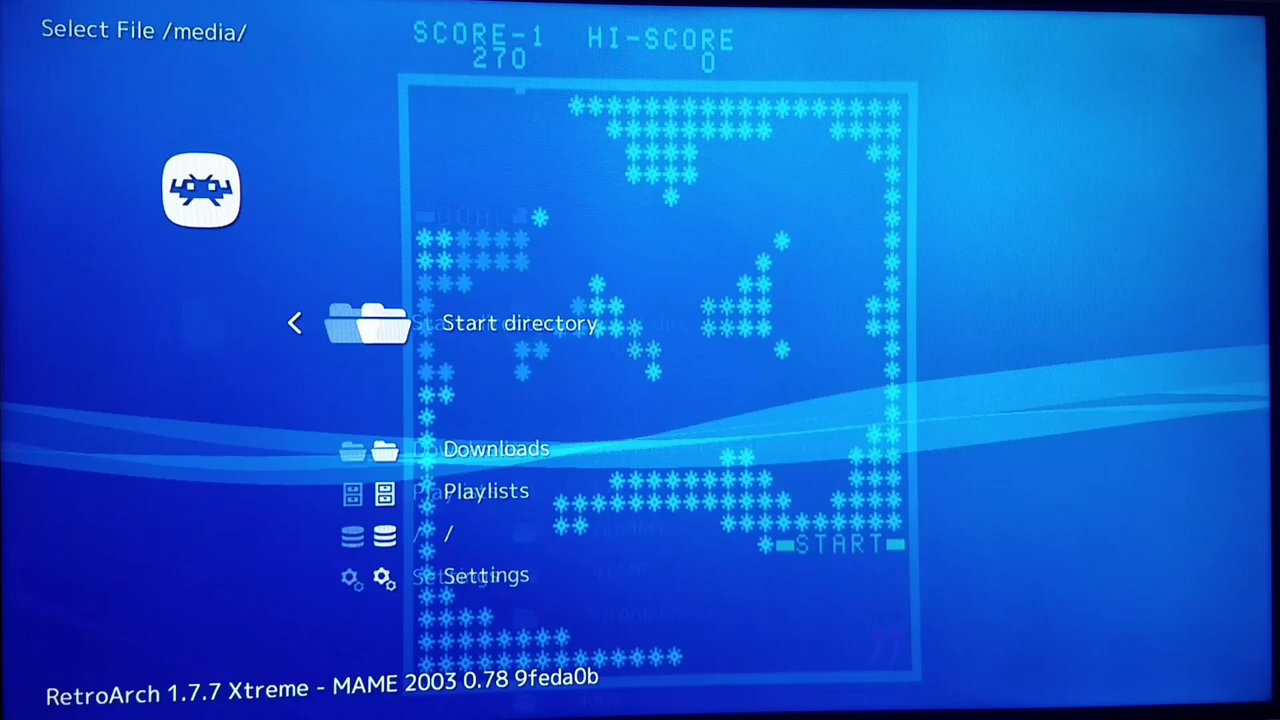 Select File /media/
SCORE-1 HI-SCORE
270 0
GOAL
Start directory
Downloads
Playlists
/
START
Settings
RetroArch 1.7.7 Xtreme - MAME 2003 0.78 9feda0b